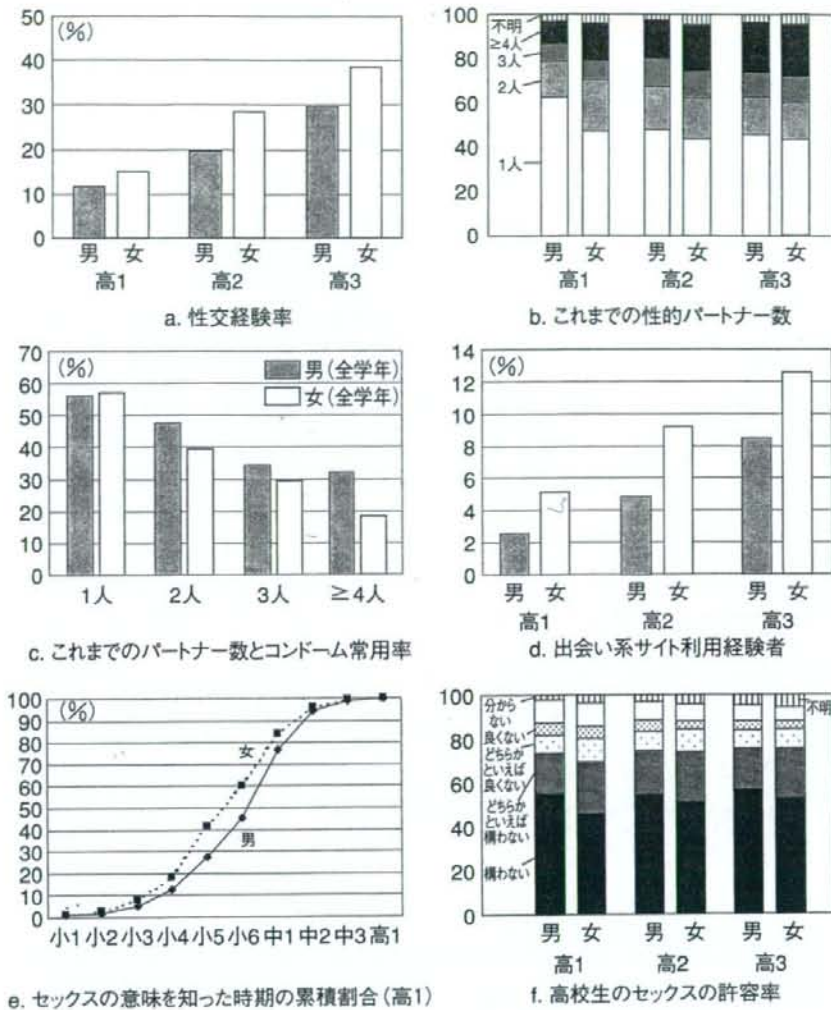 (%)
50
40
30
20
10
0
男 女 男 女 男 女
高1 高2 高3
a. 性交経験率
100
80
60
40
20
0
不明
≥4人
3人
2人
1人
男 女 男 女 男 女
高1 高2 高3
b. これまでの性的パートナー数
(%)
70
60
50
40
30
20
10
0
男(全学年)
女(全学年)
1人 2人 3人 ≥4人
c. これまでのパートナー数とコンドーム常用率
(%)
14
12
10
8
6
4
2
0
男 女 男 女 男 女
高1 高2 高3
d. 出会い系サイト利用経験者
(%)
100
90
80
70
60
50
40
30
20
10
0
女
男
小1 小2 小3 小4 小5 小6 中1 中2 中3 高1
e. セックスの意味を知った時期の累積割合(高1)
100
80
60
40
20
0
分から
ない
良くない
どちらか
といえば
良くない
どちらか
といえば
構わない
構わない
不明
男 女 男 女 男 女
高1 高2 高3
f. 高校生のセックスの許容率